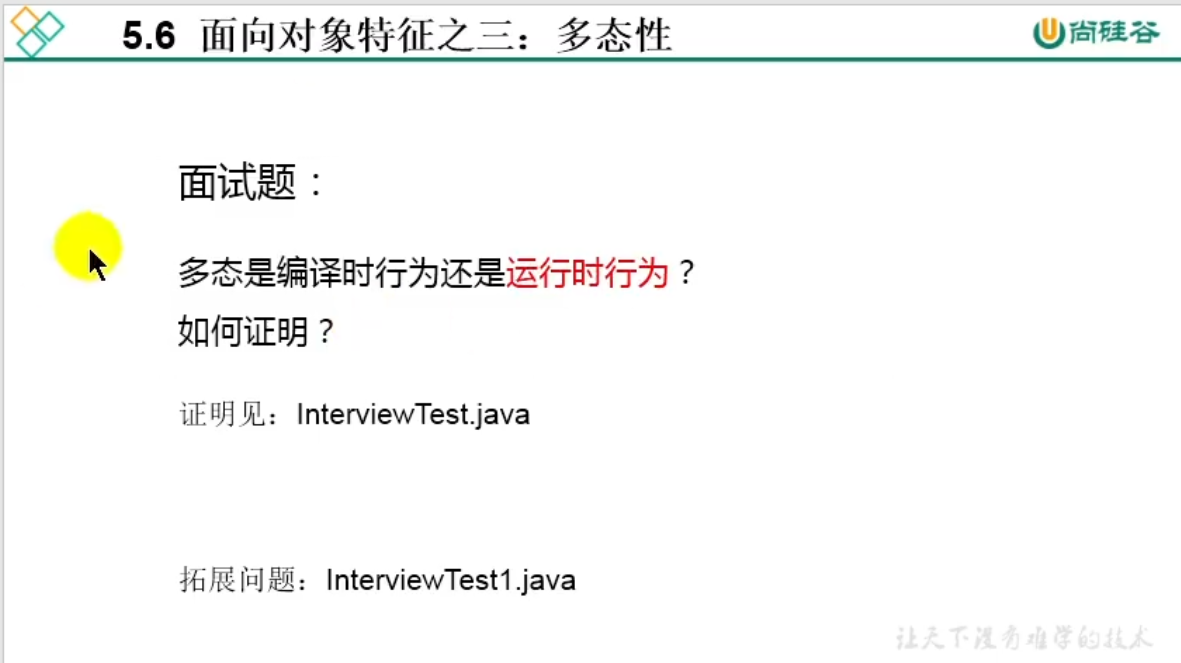 5.6 面向对象特征之三：多态性
尚硅谷
面试题：
多态是编译时行为还是运行时行为？
如何证明？
证明见：InterviewTest.java
拓展问题：InterviewTest1.java
让天下没有难学的技术